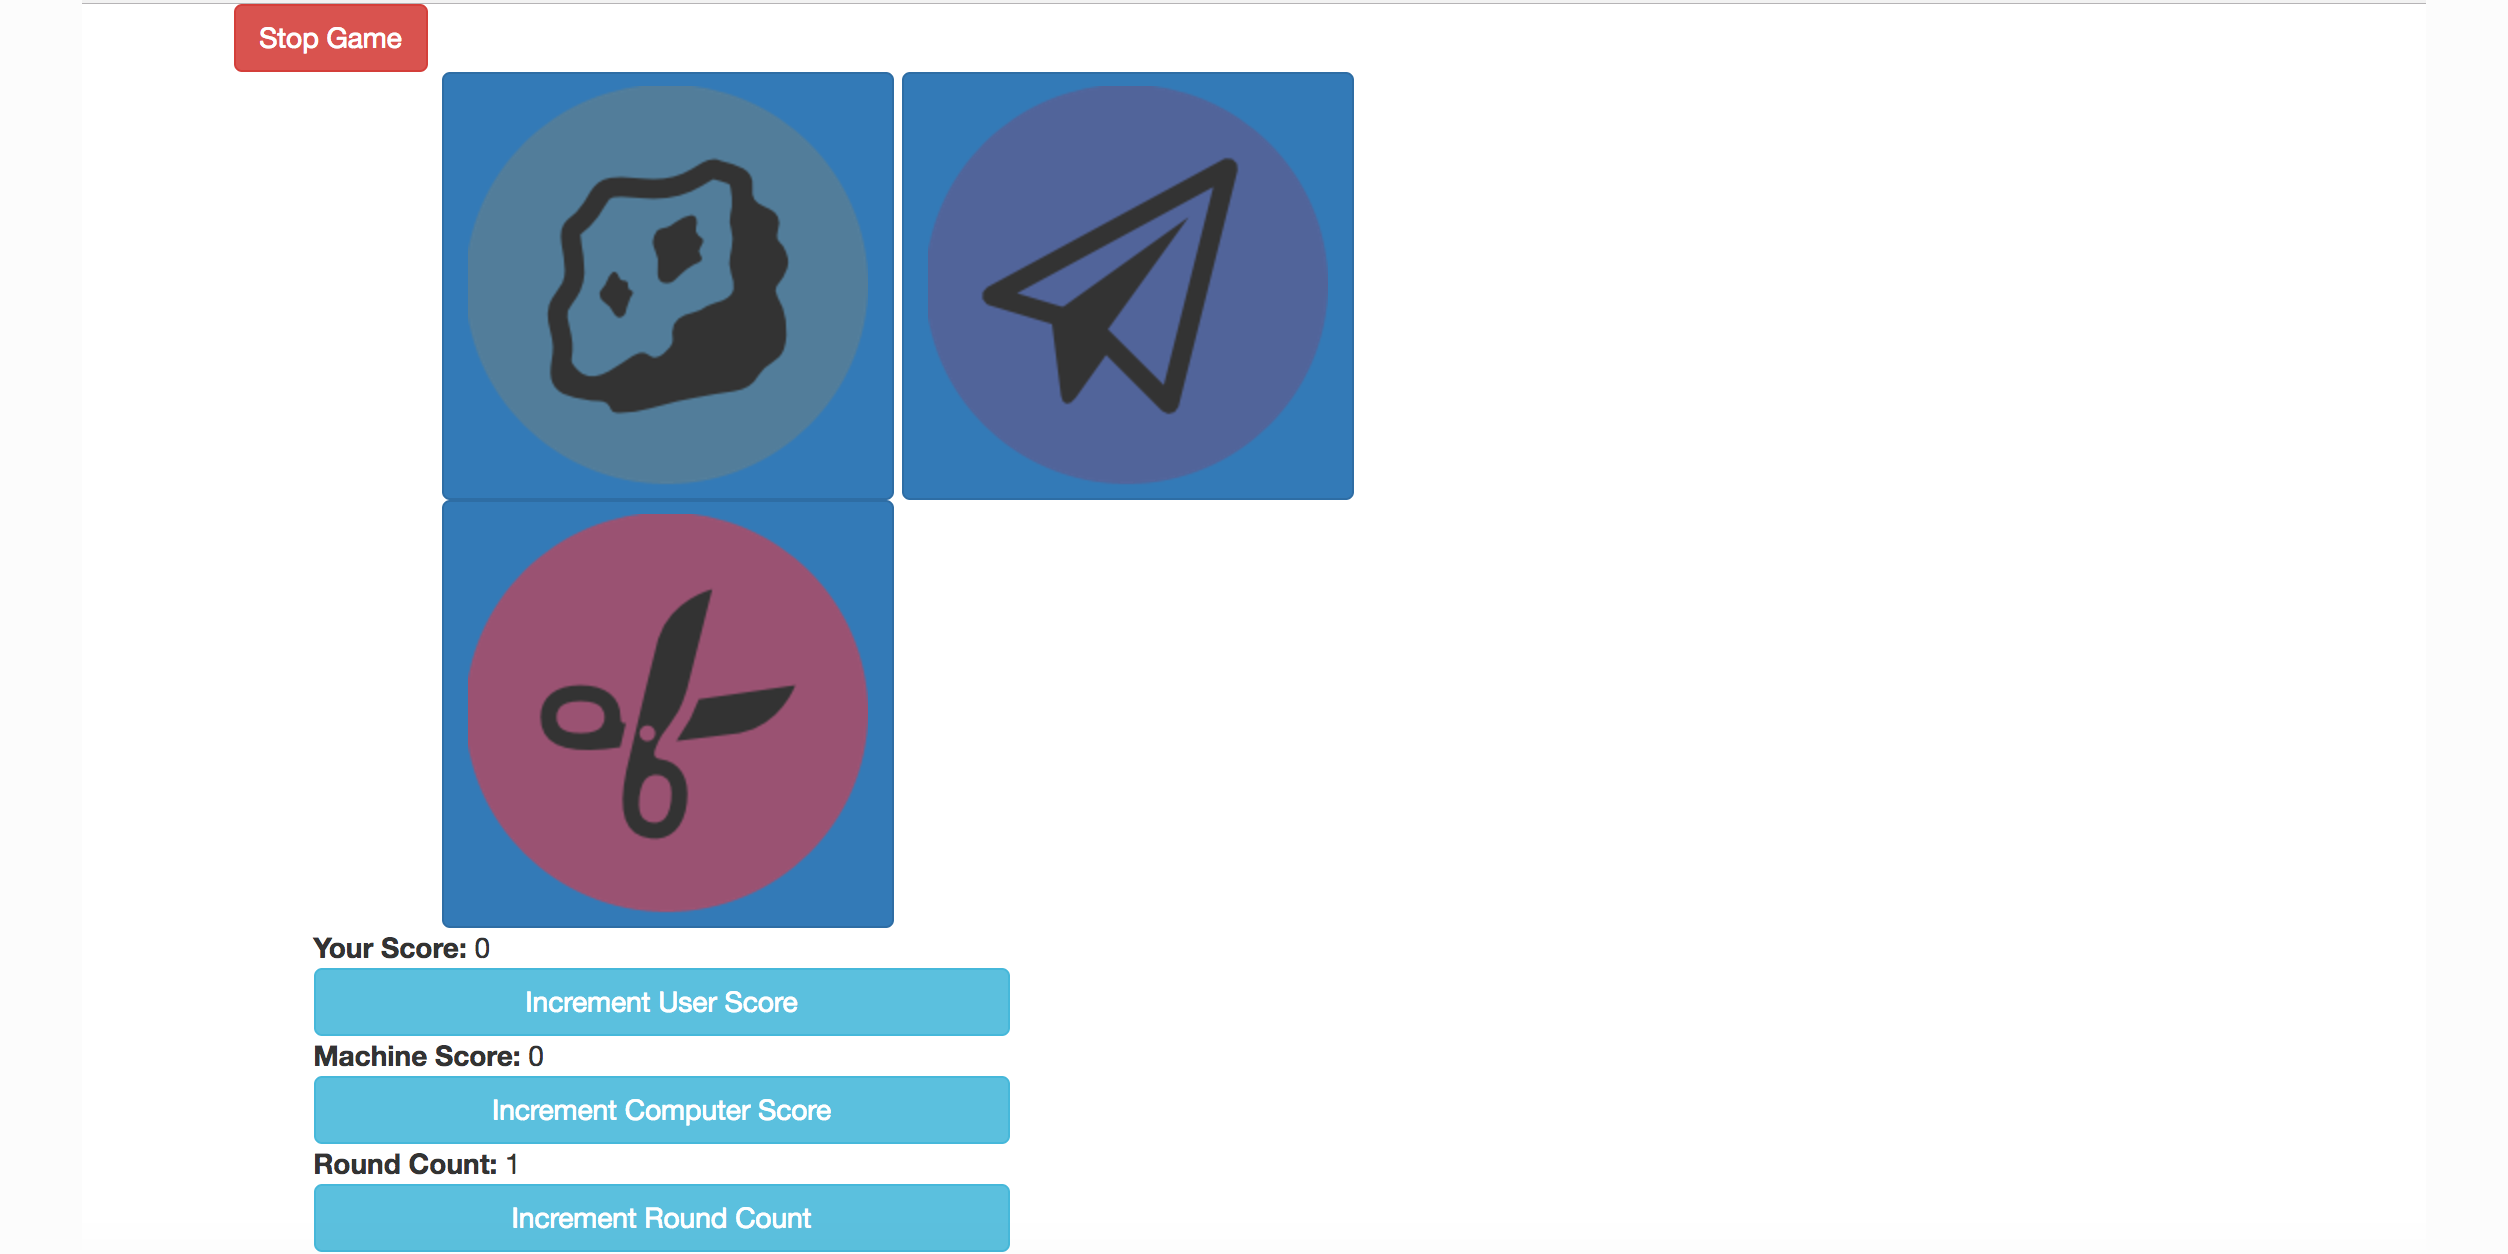 Stop Game
Your Score: 0
Increment User Score
Machine Score: 0
Increment Computer Score
Round Count: 1
Increment Round Count